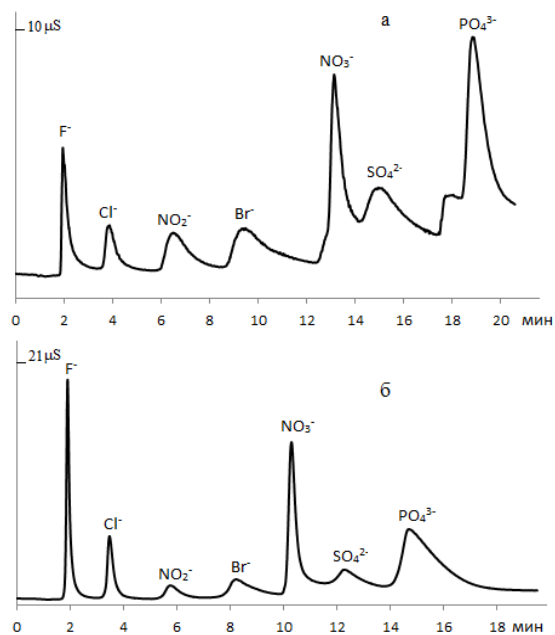 10 µS
а
F⁻
Cl⁻
NO₂⁻
Br⁻
NO₃⁻
SO₄²⁻
PO₄³⁻
0 2 4 6 8 10 12 14 16 18 20 мин
21 µS
б
F⁻
Cl⁻
NO₂⁻
Br⁻
NO₃⁻
SO₄²⁻
PO₄³⁻
0 2 4 6 8 10 12 14 16 18 мин